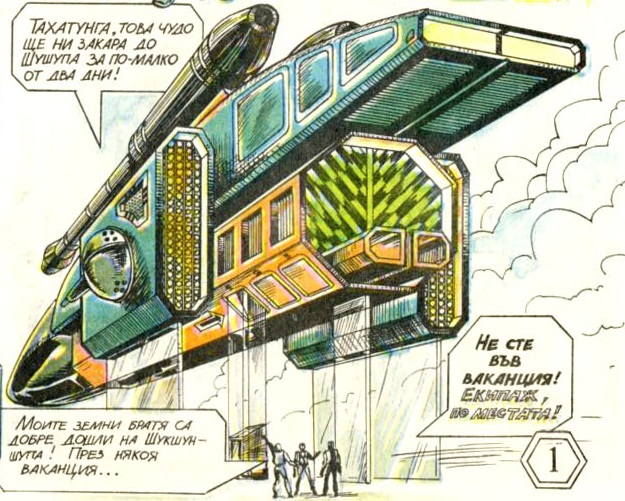 ТАХАТУНГА, ТОВА ЧУДО
ЩЕ НИ ЗАКАРА ДО
ШУШУПА ЗА ПО-МАЛКО
ОТ ДВА ДНИ!
НЕ СТЕ
ВЪВ
ВАКАНЦИЯ!
ЕКИПАЖ,
ПО МЕСТАТА!
МОИТЕ ЗЕМНИ БРАТЯ СА
ДОБРЕ ДОШЛИ НА ШУКШУН-
ШУПА! ПРЕЗ НЯКОЯ
ВАКАНЦИЯ...
1